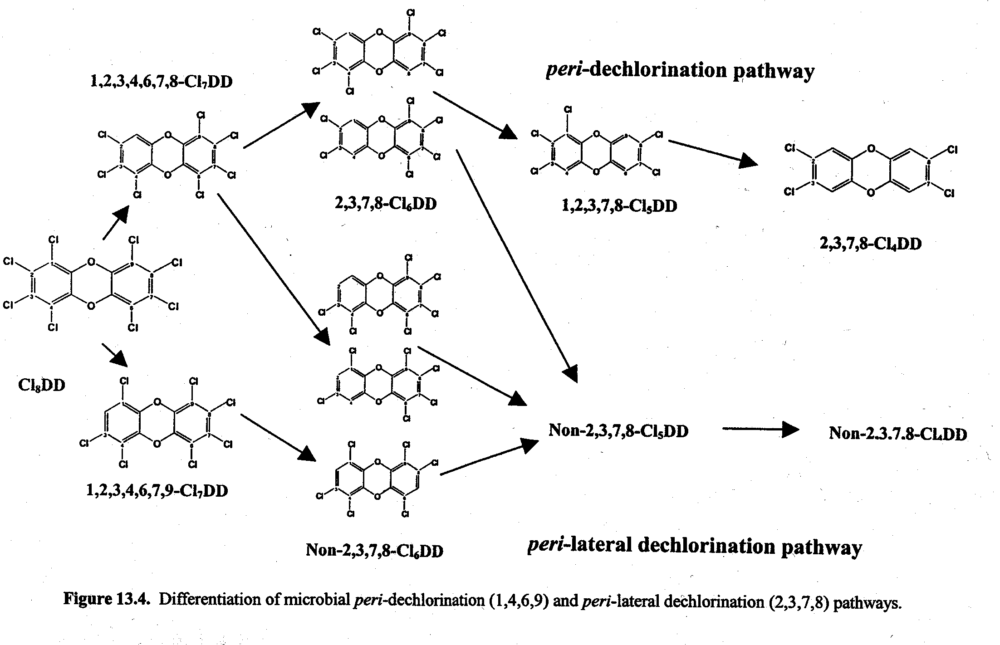 peri-dechlorination pathway
1,2,3,4,6,7,8-Cl₇DD
2,3,7,8-Cl₆DD
1,2,3,7,8-Cl₅DD
2,3,7,8-Cl₄DD
Cl₈DD
1,2,3,4,6,7,9-Cl₇DD
Non-2,3,7,8-Cl₅DD
Non-2.3.7.8-CL₄DD
Non-2,3,7,8-Cl₆DD
peri-lateral dechlorination pathway
Figure 13.4. Differentiation of microbial peri-dechlorination (1,4,6,9) and peri-lateral dechlorination (2,3,7,8) pathways.